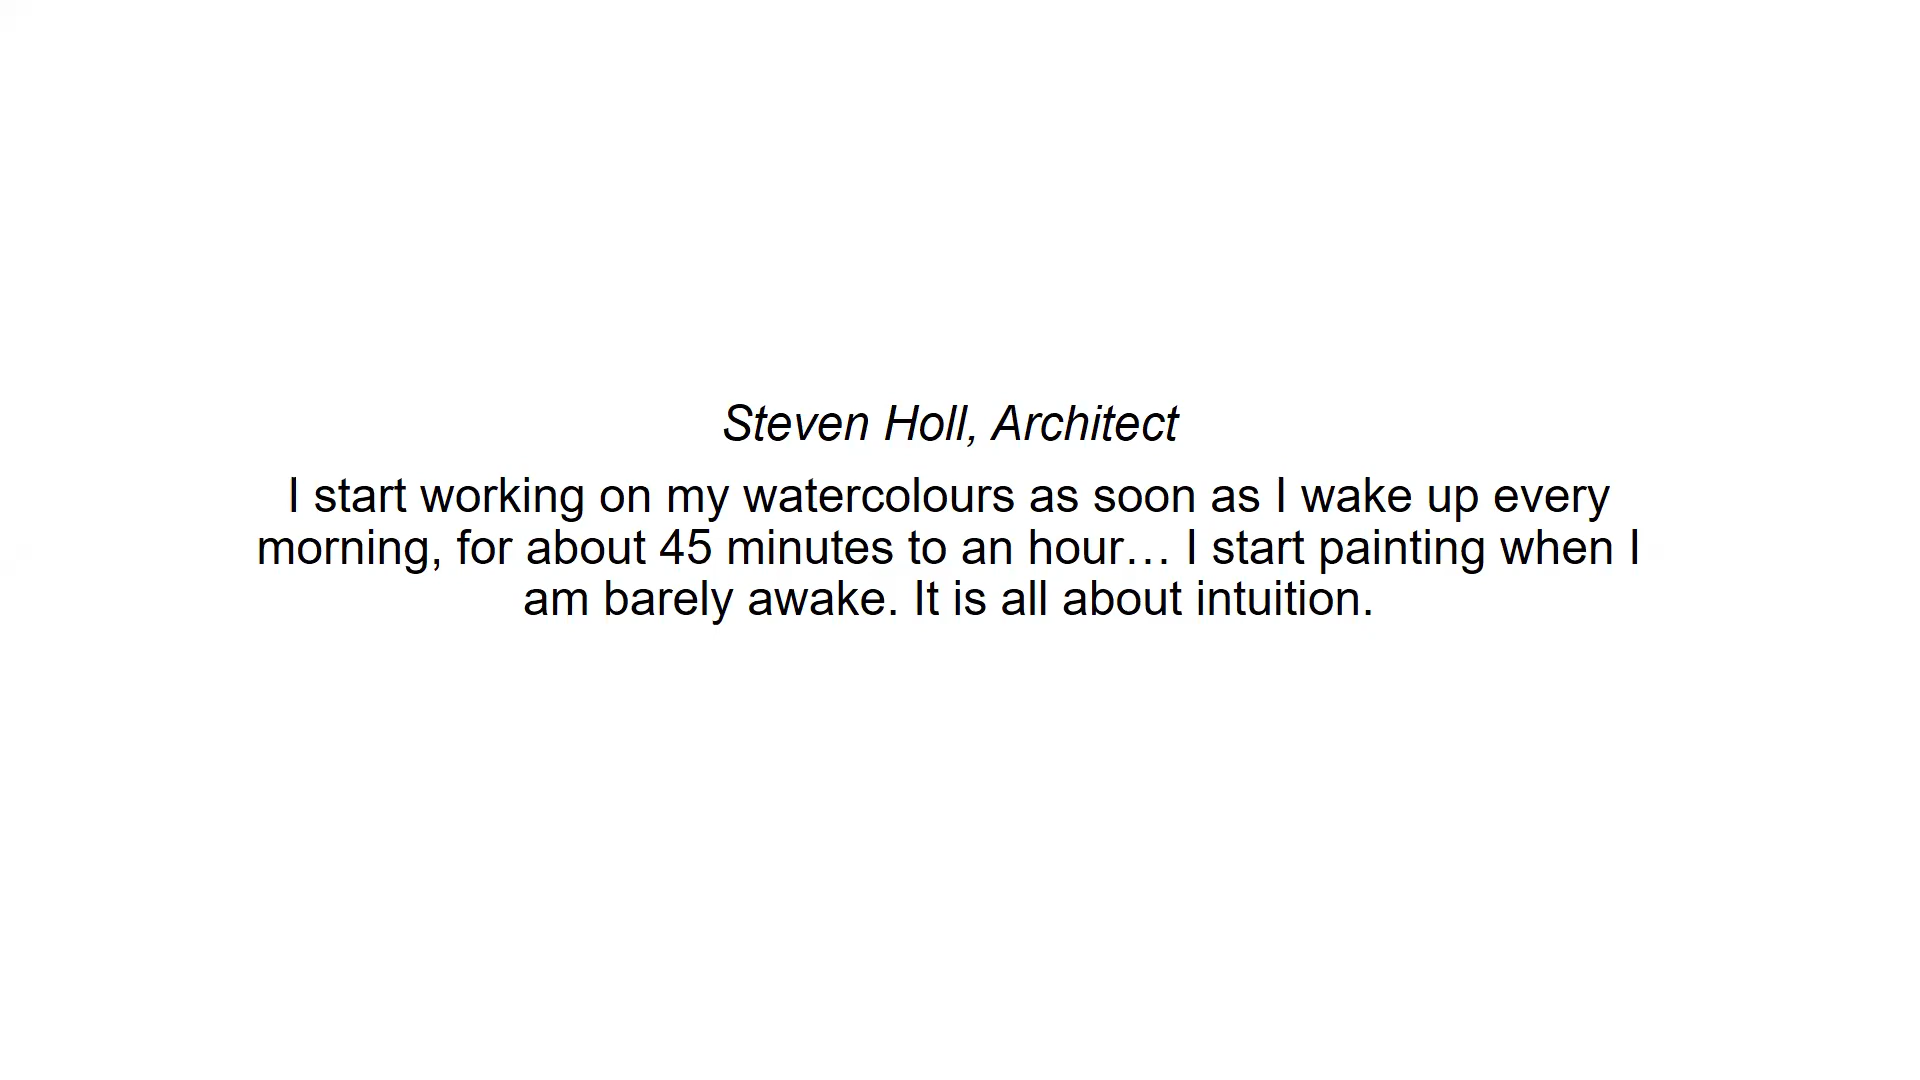 Steven Holl, Architect
I start working on my watercolours as soon as I wake up every
morning, for about 45 minutes to an hour… I start painting when I
am barely awake. It is all about intuition.